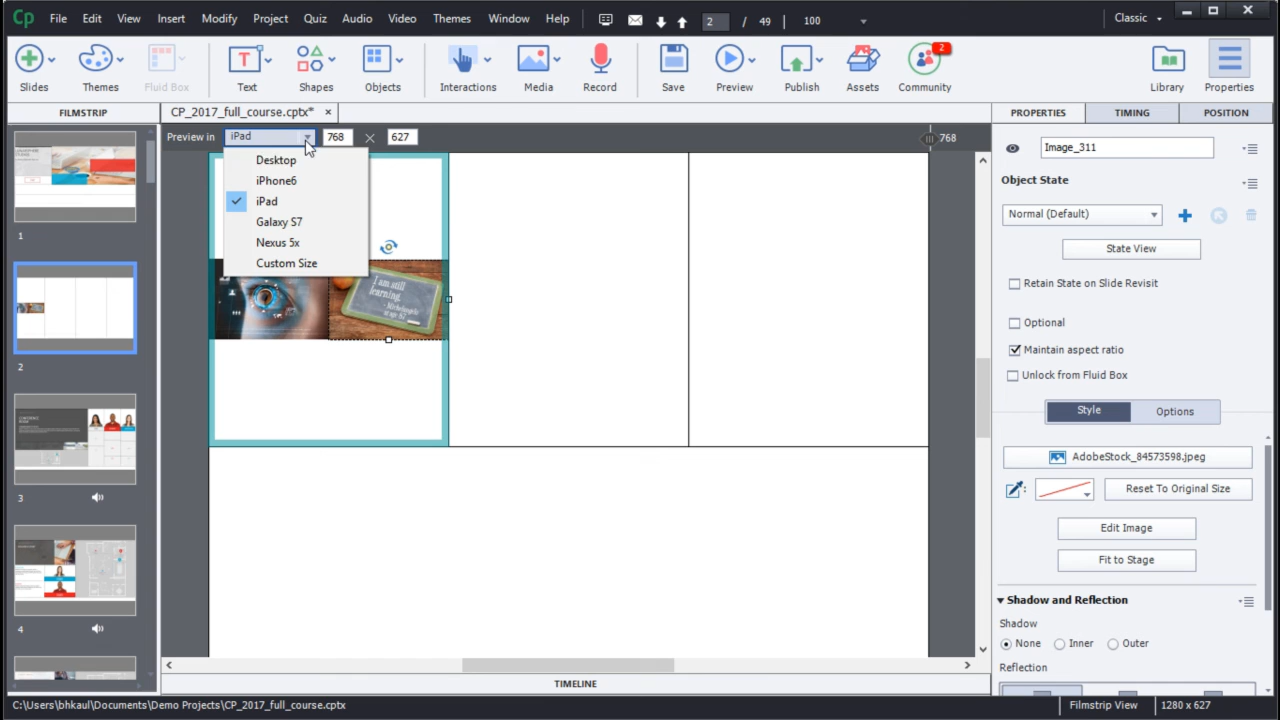 Cp File Edit View Insert Modify Project Quiz Audio Video Themes Window Help 2 / 49 100 Classic
Slides Themes Fluid Box Text Shapes Objects Interactions Media Record Save Preview Publish Assets Community 2 Library Properties
FILMSTRIP CP_2017_full_course.cptx* × PROPERTIES TIMING POSITION
Preview in iPad 768 627 768
Desktop
iPhone6
iPad
Galaxy S7
Nexus 5x
Custom Size
I am still
learning.
1
2
3
4
Image_311
Object State
Normal (Default)
State View
Retain State on Slide Revisit
Optional
Maintain aspect ratio
Unlock from Fluid Box
Style Options
AdobeStock_84573598.jpeg
Reset To Original Size
Edit Image
Fit to Stage
Shadow and Reflection
Shadow
None Inner Outer
Reflection
TIMELINE
C:\Users\bhkaul\Documents\Demo Projects\CP_2017_full_course.cptx Filmstrip View 1280 x 627